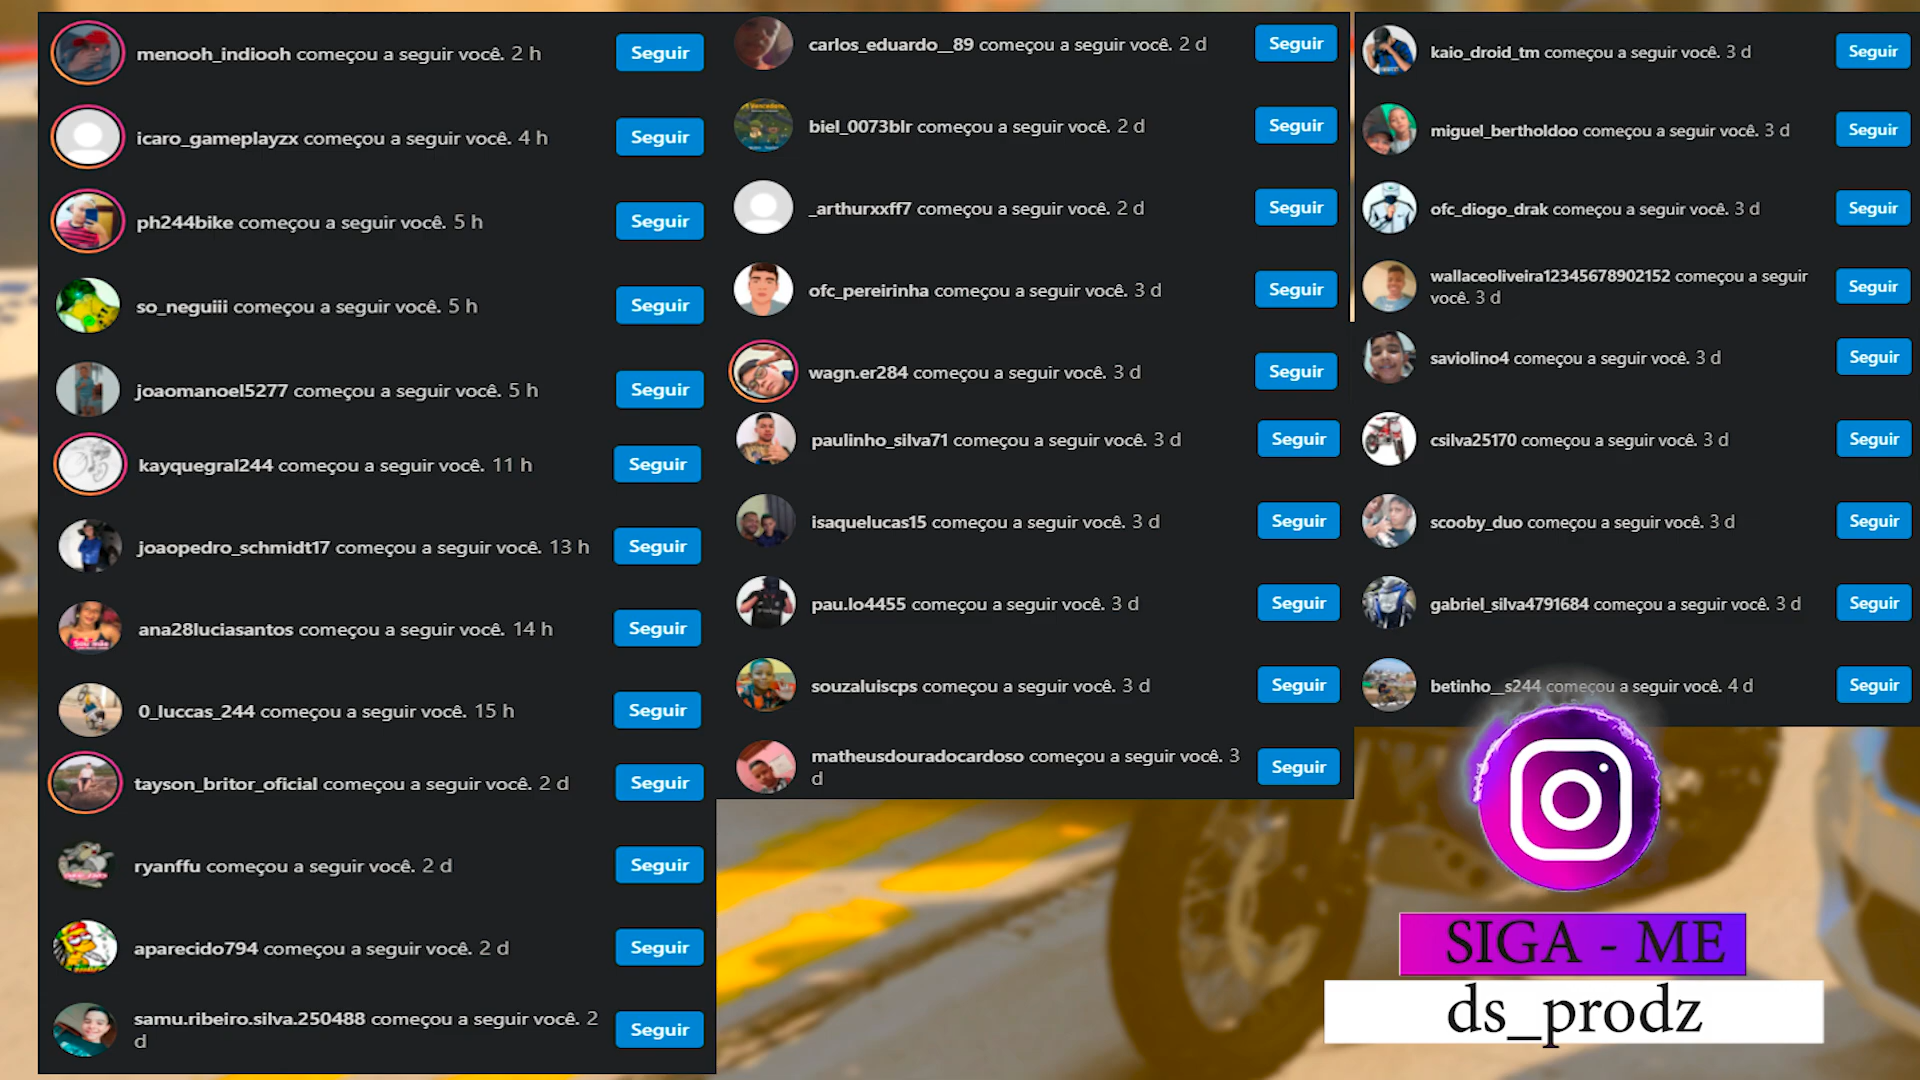 menooh_indiooh começou a seguir você. 2 h Seguir
icaro_gameplayzx começou a seguir você. 4 h Seguir
ph244bike começou a seguir você. 5 h Seguir
so_neguiii começou a seguir você. 5 h Seguir
joaomanoel5277 começou a seguir você. 5 h Seguir
kayquegral244 começou a seguir você. 11 h Seguir
joaopedro_schmidt17 começou a seguir você. 13 h Seguir
ana28luciasantos começou a seguir você. 14 h Seguir
0_luccas_244 começou a seguir você. 15 h Seguir
tayson_britor_oficial começou a seguir você. 2 d Seguir
ryanffu começou a seguir você. 2 d Seguir
aparecido794 começou a seguir você. 2 d Seguir
samu.ribeiro.silva.250488 começou a seguir você. 2
d Seguir
carlos_eduardo__89 começou a seguir você. 2 d Seguir
biel_0073blr começou a seguir você. 2 d Seguir
_arthurxxff7 começou a seguir você. 2 d Seguir
ofc_pereirinha começou a seguir você. 3 d Seguir
wagn.er284 começou a seguir você. 3 d Seguir
paulinho_silva71 começou a seguir você. 3 d Seguir
isaquelucas15 começou a seguir você. 3 d Seguir
pau.lo4455 começou a seguir você. 3 d Seguir
souzaluiscps começou a seguir você. 3 d Seguir
matheusdouradocardoso começou a seguir você. 3
d Seguir
kaio_droid_tm começou a seguir você. 3 d Seguir
miguel_bertholdoo começou a seguir você. 3 d Seguir
ofc_diogo_drak começou a seguir você. 3 d Seguir
wallaceoliveira12345678902152 começou a seguir
você. 3 d Seguir
saviolino4 começou a seguir você. 3 d Seguir
csilva25170 começou a seguir você. 3 d Seguir
scooby_duo começou a seguir você. 3 d Seguir
gabriel_silva4791684 começou a seguir você. 3 d Seguir
betinho__s244 começou a seguir você. 4 d Seguir
SIGA - ME
ds_prodz